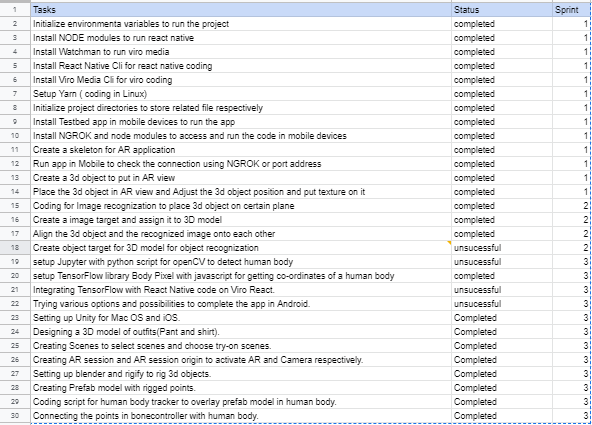 1 Tasks Status Sprint
2 Initialize environmenta variables to run the project completed 1
3 Install NODE modules to run react native completed 1
4 Install Watchman to run viro media completed 1
5 Install React Native Cli for react native coding completed 1
6 Install Viro Media Cli for viro coding completed 1
7 Setup Yarn ( coding in Linux) completed 1
8 Initialize project directories to store related file respectively completed 1
9 Install Testbed app in mobile devices to run the app completed 1
10 Install NGROK and node modules to access and run the code in mobile devices completed 1
11 Create a skeleton for AR application completed 1
12 Run app in Mobile to check the connection using NGROK or port address completed 1
13 Create a 3d object to put in AR view completed 1
14 Place the 3d object in AR view and Adjust the 3d object position and put texture on it completed 1
15 Coding for Image recognization to place 3d object on certain plane completed 2
16 Create a image target and assign it to 3D model completed 2
17 Align the 3d object and the recognized image onto each other completed 2
18 Create object target for 3D model for object recognization unsucessful 2
19 setup Jupyter with python script for openCV to detect human body unsucessful 3
20 setup TensorFlow library Body Pixel with javascript for getting co-ordinates of a human body completed 3
21 Integrating TensorFlow with React Native code on Viro React. unsucessful 3
22 Trying various options and possibilities to complete the app in Android. unsucessful 3
23 Setting up Unity for Mac OS and iOS. Completed 3
24 Designing a 3D model of outfits(Pant and shirt). Completed 3
25 Creating Scenes to select scenes and choose try-on scenes. Completed 3
26 Creating AR session and AR session origin to activate AR and Camera respectively. Completed 3
27 Setting up blender and rigify to rig 3d objects. Completed 3
28 Creating Prefab model with rigged points. Completed 3
29 Coding script for human body tracker to overlay prefab model in human body. Completed 3
30 Connecting the points in bonecontroller with human body. Completed 3